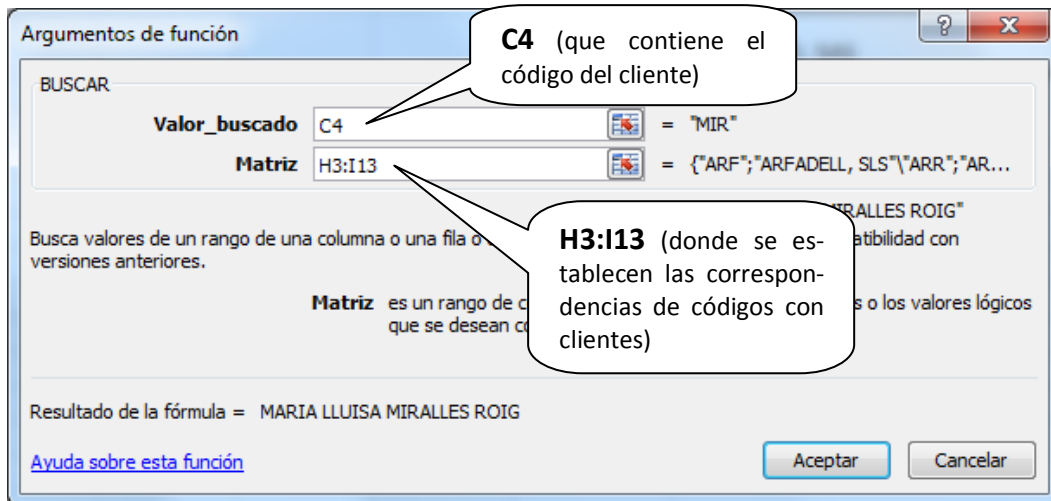 Argumentos de función
C4 (que contiene el
código del cliente)
BUSCAR
Valor_buscado C4 = "MIR"
Matriz H3:I13 = {"ARF";"ARFADELL, SLS"\"ARR";"AR...
MIRALLES ROIG"
Busca valores de un rango de una columna o una fila o
versiones anteriores.
H3:I13 (donde se es-
tablecen las correspon-
dencias de códigos con
clientes)
con
Matriz es un rango de
que se desean
s o los valores lógicos
Resultado de la fórmula = MARIA LLUISA MIRALLES ROIG
Ayuda sobre esta función
Aceptar
Cancelar